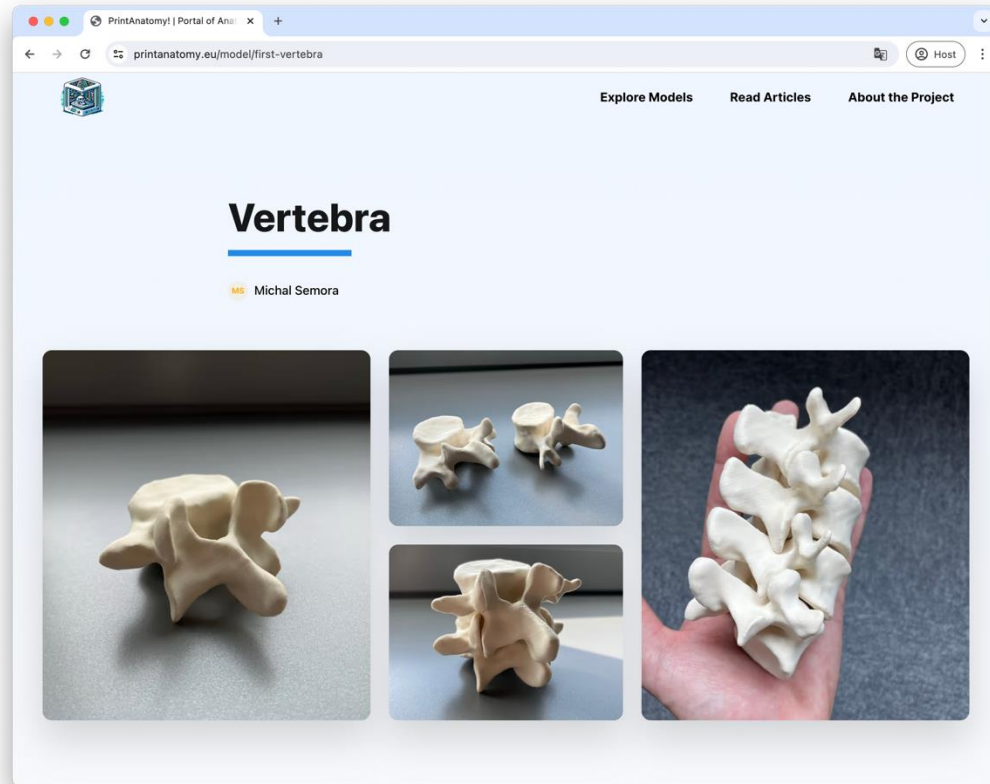 PrintAnatomy! | Portal of Ana
printanatomy.eu/model/first-vertebra
Host
Explore Models
Read Articles
About the Project
Vertebra
MS
Michal Semora